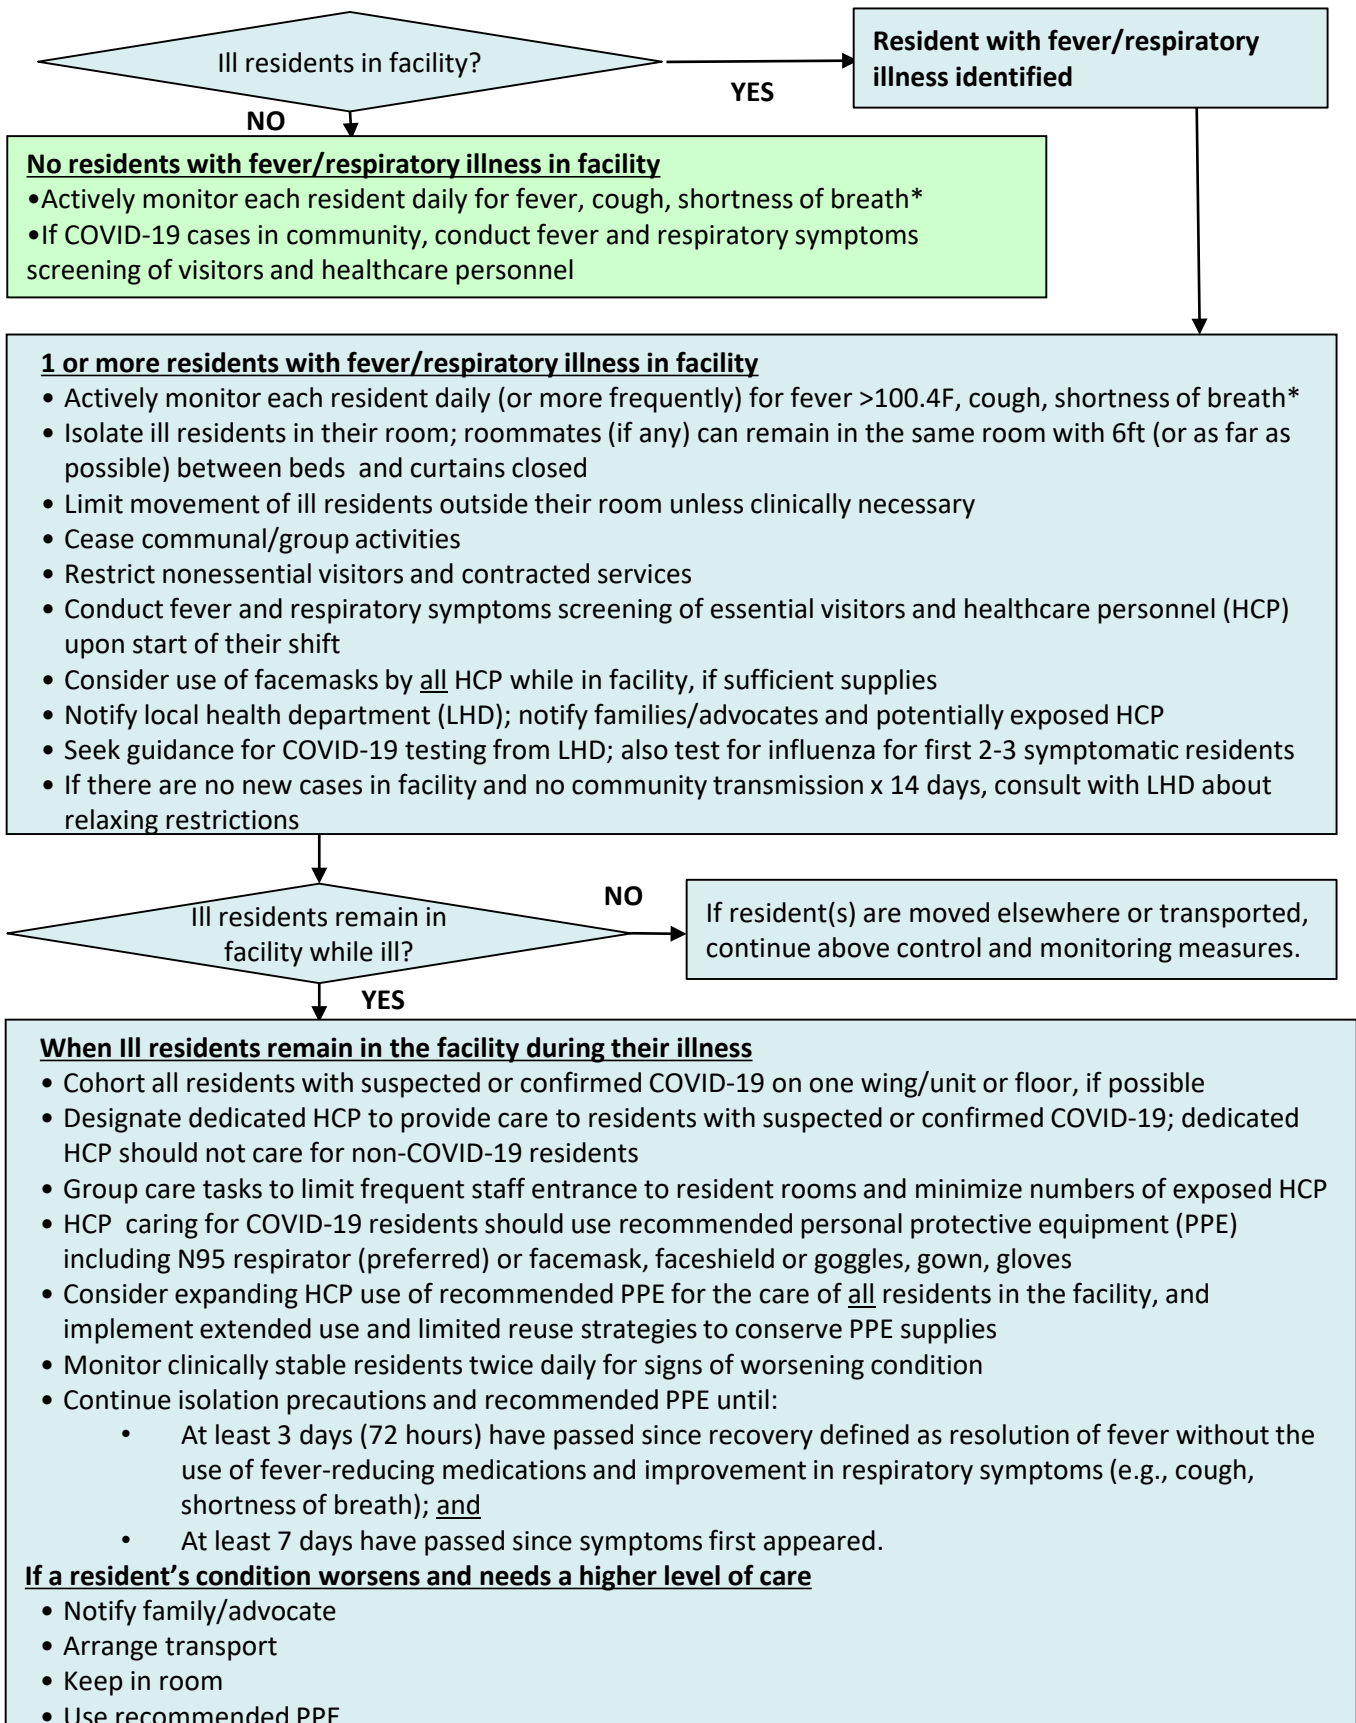 Ill residents in facility?
YES
Resident with fever/respiratory
illness identified
NO
No residents with fever/respiratory illness in facility
•Actively monitor each resident daily for fever, cough, shortness of breath*
•If COVID-19 cases in community, conduct fever and respiratory symptoms
screening of visitors and healthcare personnel
1 or more residents with fever/respiratory illness in facility
• Actively monitor each resident daily (or more frequently) for fever >100.4F, cough, shortness of breath*
• Isolate ill residents in their room; roommates (if any) can remain in the same room with 6ft (or as far as
possible) between beds and curtains closed
• Limit movement of ill residents outside their room unless clinically necessary
• Cease communal/group activities
• Restrict nonessential visitors and contracted services
• Conduct fever and respiratory symptoms screening of essential visitors and healthcare personnel (HCP)
upon start of their shift
• Consider use of facemasks by all HCP while in facility, if sufficient supplies
• Notify local health department (LHD); notify families/advocates and potentially exposed HCP
• Seek guidance for COVID-19 testing from LHD; also test for influenza for first 2-3 symptomatic residents
• If there are no new cases in facility and no community transmission x 14 days, consult with LHD about
relaxing restrictions
Ill residents remain in
facility while ill?
NO
If resident(s) are moved elsewhere or transported,
continue above control and monitoring measures.
YES
When Ill residents remain in the facility during their illness
• Cohort all residents with suspected or confirmed COVID-19 on one wing/unit or floor, if possible
• Designate dedicated HCP to provide care to residents with suspected or confirmed COVID-19; dedicated
HCP should not care for non-COVID-19 residents
• Group care tasks to limit frequent staff entrance to resident rooms and minimize numbers of exposed HCP
• HCP caring for COVID-19 residents should use recommended personal protective equipment (PPE)
including N95 respirator (preferred) or facemask, faceshield or goggles, gown, gloves
• Consider expanding HCP use of recommended PPE for the care of all residents in the facility, and
implement extended use and limited reuse strategies to conserve PPE supplies
• Monitor clinically stable residents twice daily for signs of worsening condition
• Continue isolation precautions and recommended PPE until:
• At least 3 days (72 hours) have passed since recovery defined as resolution of fever without the
use of fever-reducing medications and improvement in respiratory symptoms (e.g., cough,
shortness of breath); and
• At least 7 days have passed since symptoms first appeared.
If a resident’s condition worsens and needs a higher level of care
• Notify family/advocate
• Arrange transport
• Keep in room
• Use recommended PPE